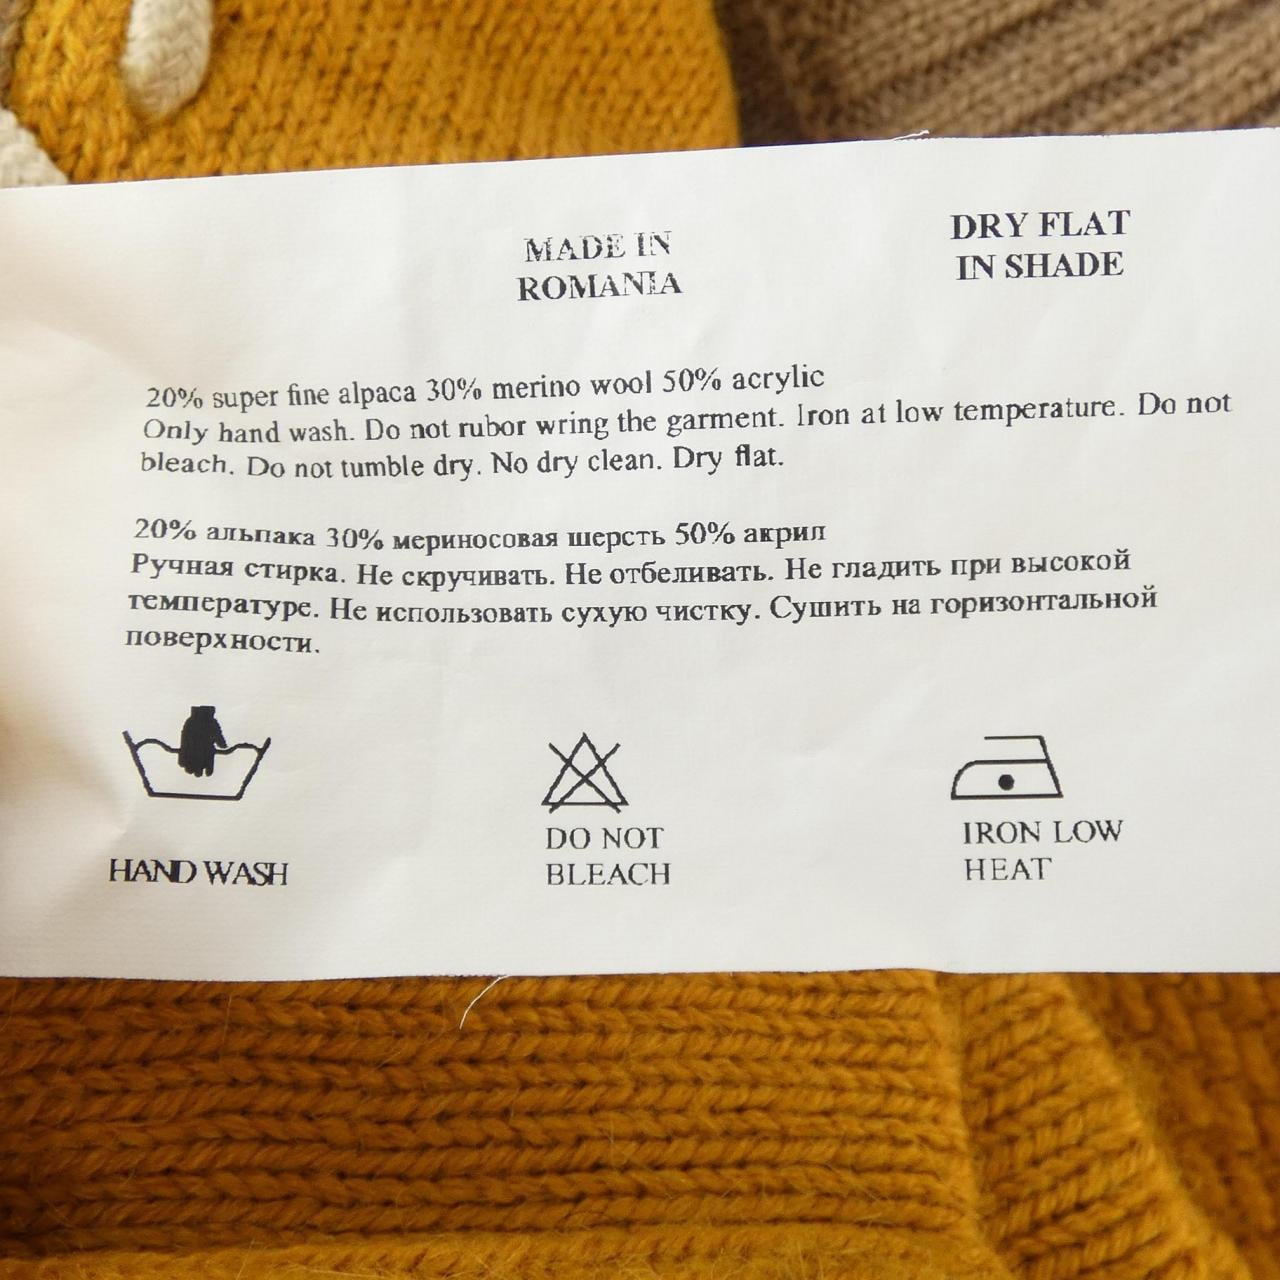 MADE IN
ROMANIA
DRY FLAT
IN SHADE
20% super fine alpaca 30% merino wool 50% acrylic
Only hand wash. Do not rubor wring the garment. Iron at low temperature. Do not
bleach. Do not tumble dry. No dry clean. Dry flat.
20% альпака 30% мериносовая шерсть 50% акрил
Ручная стирка. Не скручивать. Не отбеливать. Не гладить при высокой
температуре. Не использовать сухую чистку. Сушить на горизонтальной
поверхности.
HAND WASH
DO NOT
BLEACH
IRON LOW
HEAT